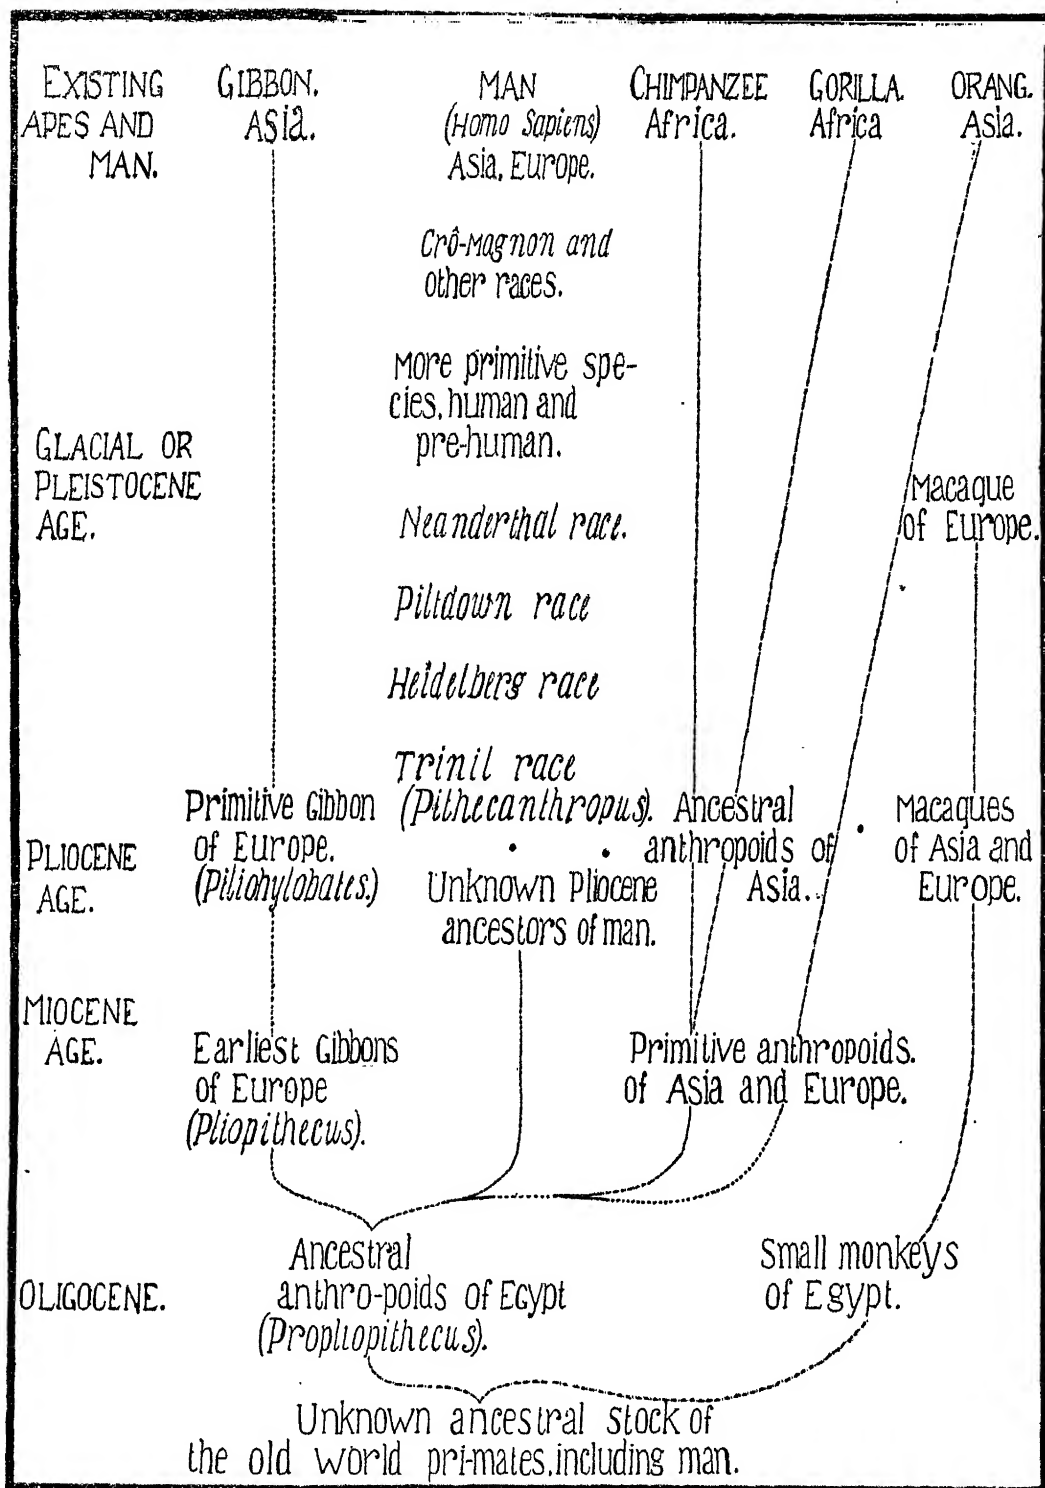 EXISTING
APES AND
MAN.
GIBBON.
Asia.
MAN
(Homo Sapiens)
Asia, Europe.
CHIMPANZEE
Africa.
GORILLA.
Africa
ORANG.
Asia.
Crô-Magnon and
other races.
More primitive spe-
cies, human and
pre-human.
GLACIAL OR
PLEISTOCENE
AGE.
Macaque
of Europe.
Neanderthal race.
Piltdown race
Heidelberg race
Trinil race
(Pithecanthropus).
PLIOCENE
AGE.
Primitive Gibbon
of Europe.
(Pliohylobates.)
Unknown Pliocene
ancestors of man.
Ancestral
anthropoids of
Asia.
Macaques
of Asia and
Europe.
MIOCENE
AGE.
Earliest Gibbons
of Europe
(Pliopithecus).
Primitive anthropoids.
of Asia and Europe.
OLIGOCENE.
Ancestral
anthro-poids of Egypt
(Propliopithecus).
Small monkeys
of Egypt.
Unknown ancestral stock of
the old world pri-mates, including man.